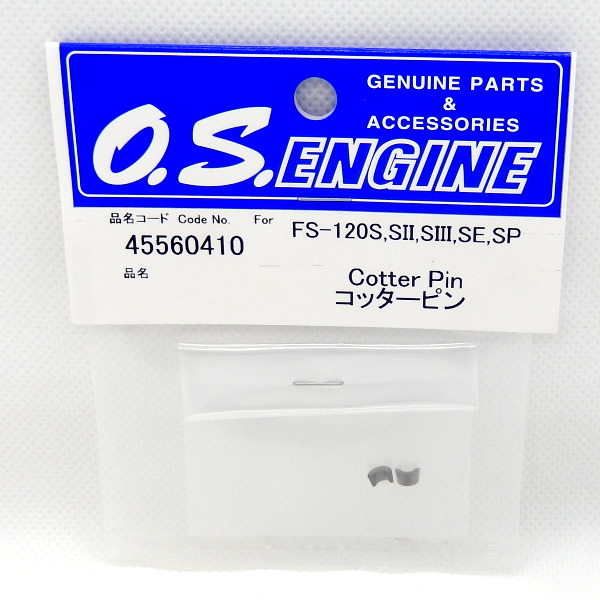 GENUINE PARTS
&
ACCESSORIES
O.S.ENGINE
品名コード Code No. For
45560410 FS-120S,SII,SIII,SE,SP
品名
Cotter Pin
コッターピン